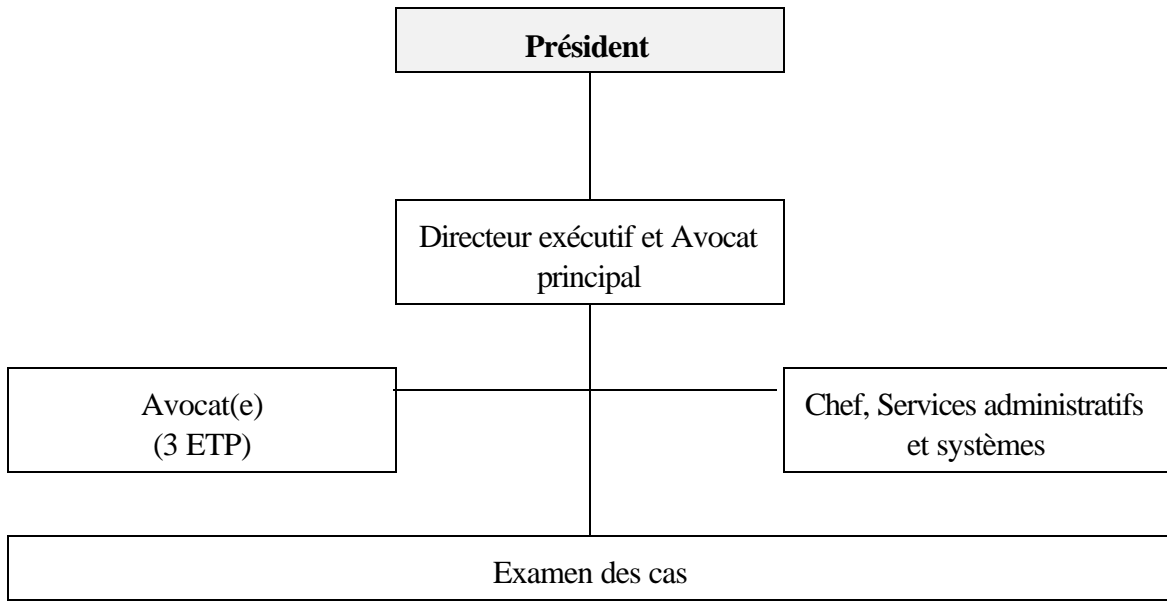 Président
Directeur exécutif et Avocat
principal
Avocat(e)
(3 ETP)
Chef, Services administratifs
et systèmes
Examen des cas